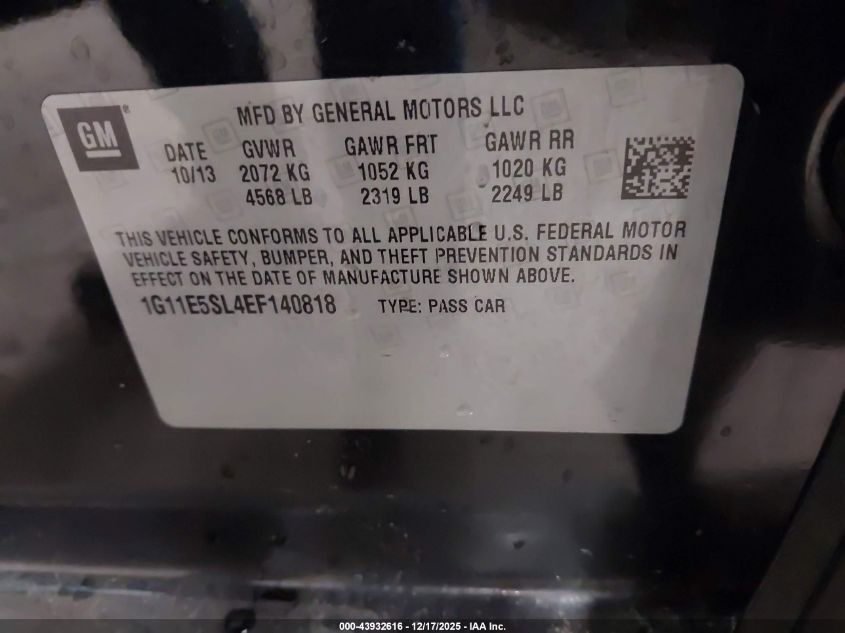 GM®
MFD BY GENERAL MOTORS LLC
DATE GVWR GAWR FRT GAWR RR
10/13 2072 KG 1052 KG 1020 KG
4568 LB 2319 LB 2249 LB
THIS VEHICLE CONFORMS TO ALL APPLICABLE U.S. FEDERAL MOTOR
VEHICLE SAFETY, BUMPER, AND THEFT PREVENTION STANDARDS IN
EFFECT ON THE DATE OF MANUFACTURE SHOWN ABOVE.
1G11E5SL4EF140818 TYPE: PASS CAR
000-43932616 - 12/17/2025 - IAA Inc.